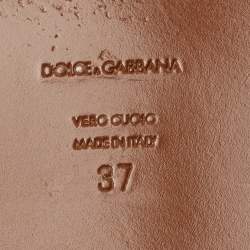 DOLCE & GABBANA
VERO CUOIO
MADE IN ITALY
37